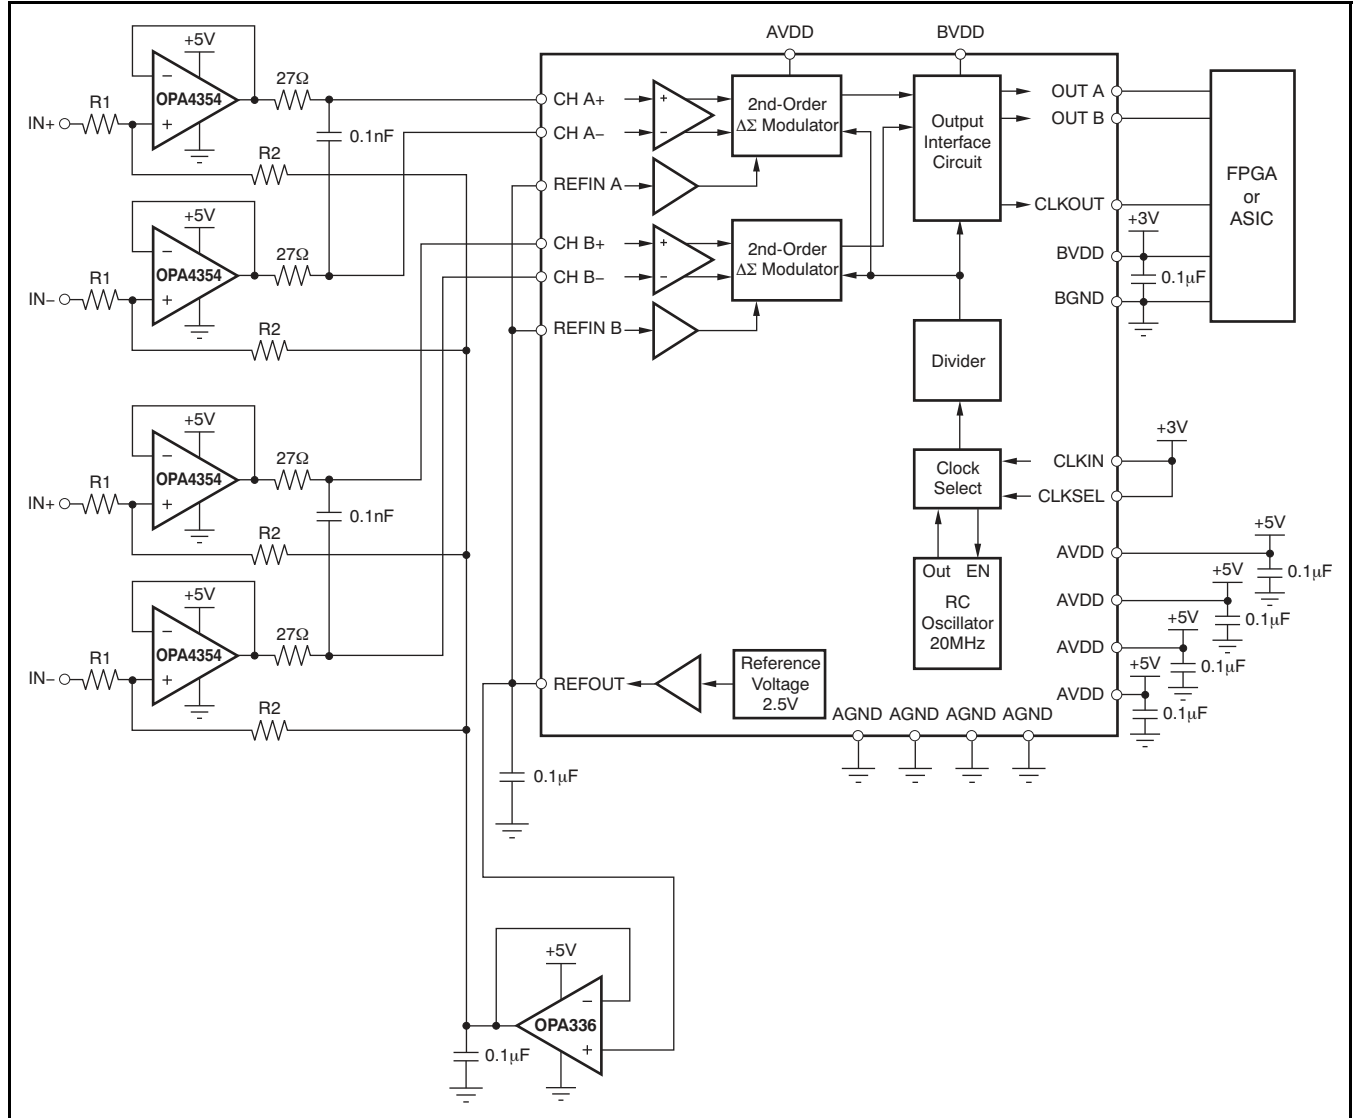 +5V
OPA4354
−
+
R1
IN+
27Ω
0.1nF
R2
+5V
OPA4354
−
+
R1
IN−
27Ω
R2
+5V
OPA4354
−
+
R1
IN+
27Ω
0.1nF
R2
+5V
OPA4354
−
+
R1
IN−
27Ω
R2
AVDD
BVDD
CH A+
CH A−
REFIN A
CH B+
CH B−
REFIN B
+
−
2nd-Order
ΔΣ Modulator
+
−
2nd-Order
ΔΣ Modulator
Output
Interface
Circuit
Divider
Clock
Select
Out EN
RC
Oscillator
20MHz
REFOUT
Reference
Voltage
2.5V
AGND AGND AGND AGND
OUT A
OUT B
CLKOUT
BVDD
BGND
+3V
0.1μF
FPGA
or
ASIC
CLKIN
CLKSEL
+3V
AVDD
+5V
0.1μF
AVDD
+5V
0.1μF
AVDD
+5V
0.1μF
AVDD
+5V
0.1μF
0.1μF
+5V
−
OPA336
+
0.1μF